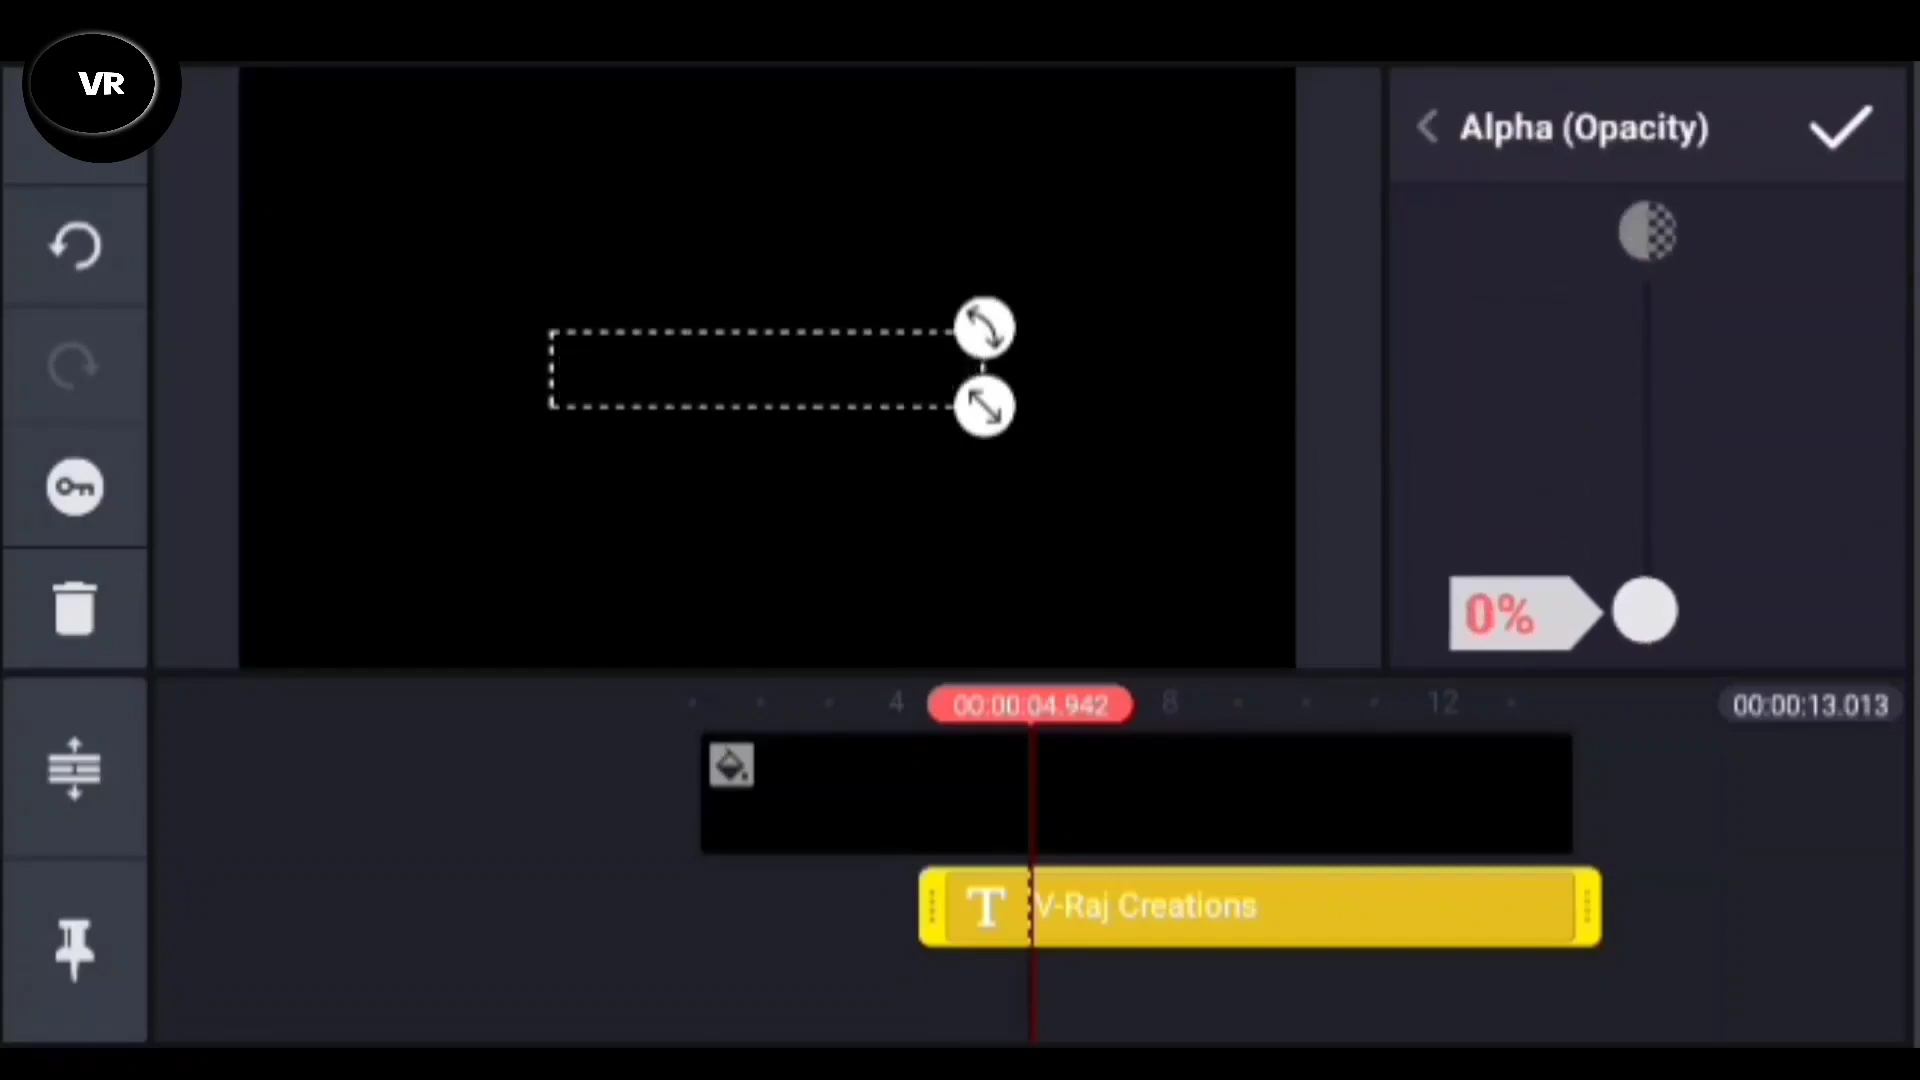 VR
Alpha (Opacity)
0%
4
00:00:04.942
8
12
00:00:13.013
T
V-Raj Creations